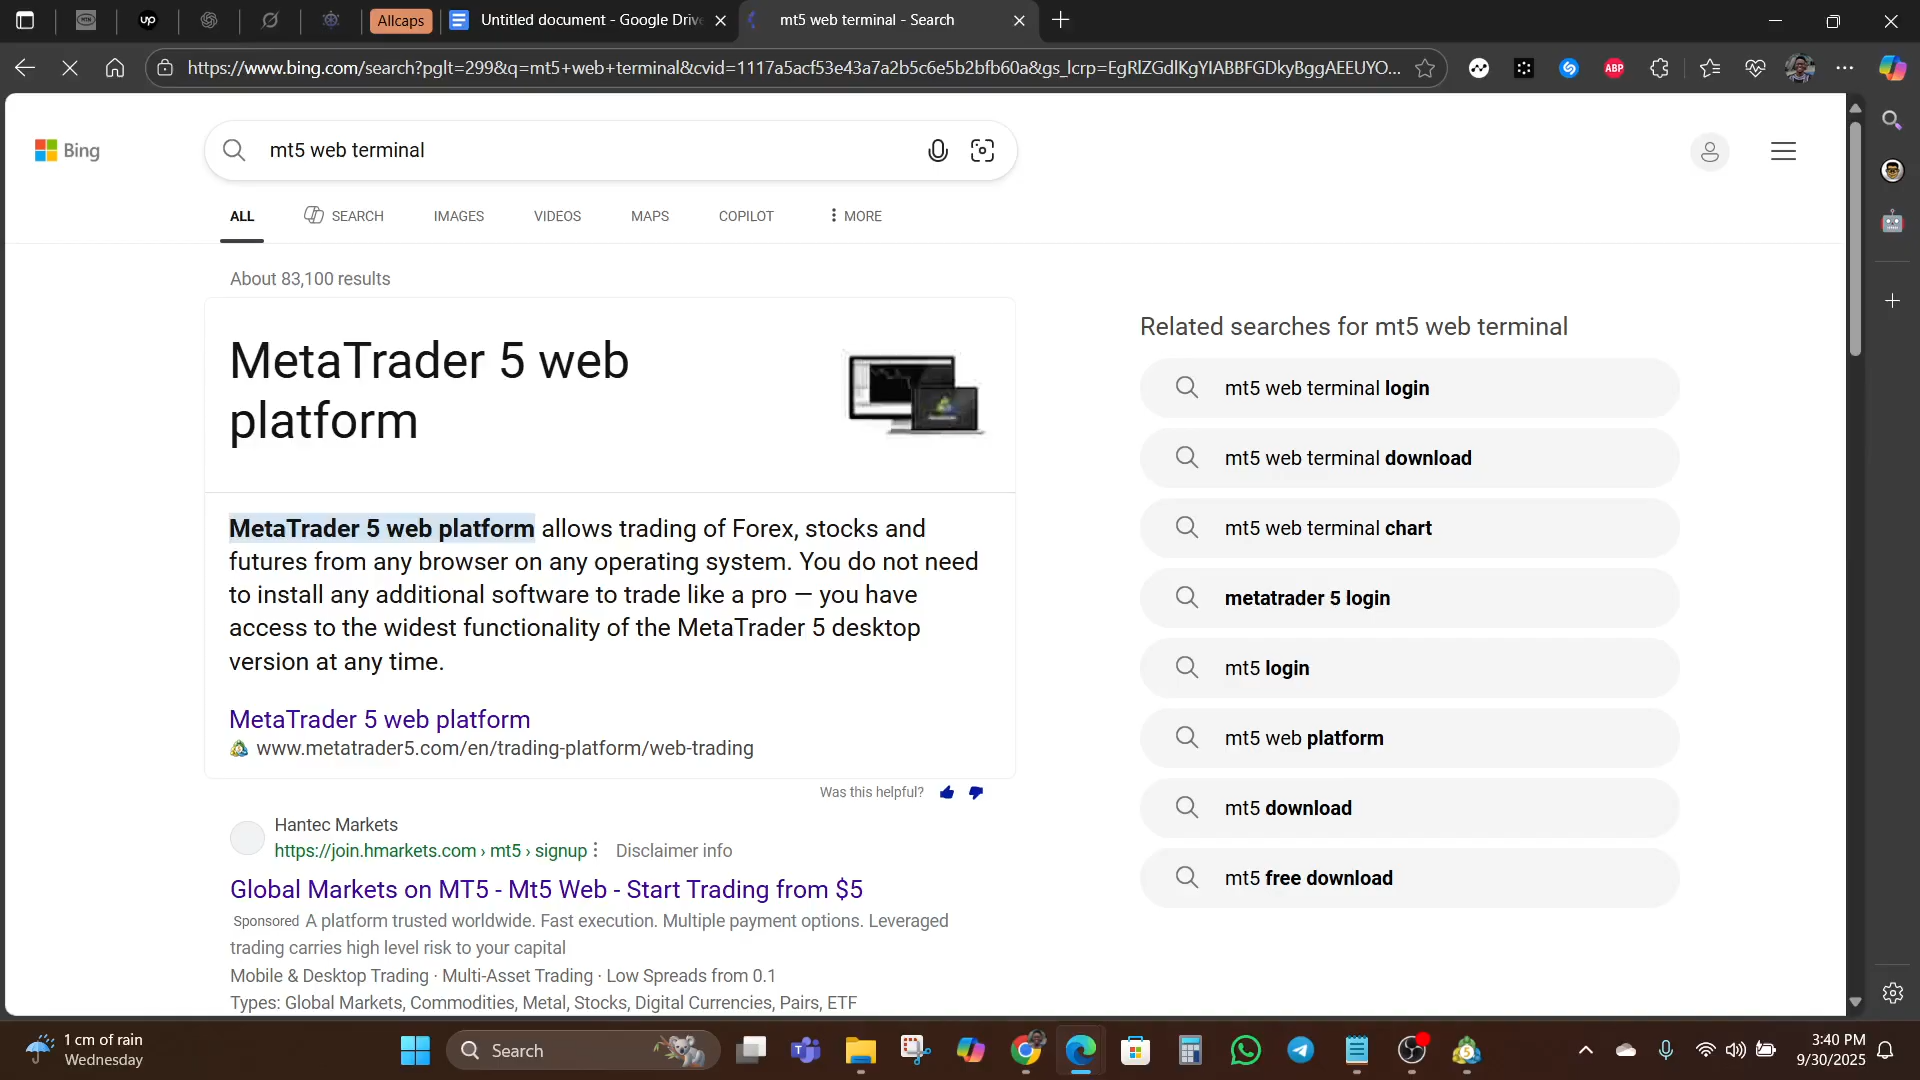 Allcaps
Untitled document - Google Drive
mt5 web terminal - Search
https://www.bing.com/search?pglt=299&q=mt5+web+terminal&cvid=1117a5acf53e43a7a2b5c6e5b2bfb60a&gs_lcrp=EgRlZGdlKgYIABBFGDkyBggAEEUYO...
ABP
Bing
mt5 web terminal
ALL
SEARCH
IMAGES
VIDEOS
MAPS
COPILOT
MORE
About 83,100 results
MetaTrader 5 web
platform
MetaTrader 5 web platform allows trading of Forex, stocks and
futures from any browser on any operating system. You do not need
to install any additional software to trade like a pro — you have
access to the widest functionality of the MetaTrader 5 desktop
version at any time.
MetaTrader 5 web platform
www.metatrader5.com/en/trading-platform/web-trading
Was this helpful?
Hantec Markets
https://join.hmarkets.com › mt5 › signup
Disclaimer info
Global Markets on MT5 - Mt5 Web - Start Trading from $5
Sponsored A platform trusted worldwide. Fast execution. Multiple payment options. Leveraged
trading carries high level risk to your capital
Mobile & Desktop Trading · Multi-Asset Trading · Low Spreads from 0.1
Types: Global Markets, Commodities, Metal, Stocks, Digital Currencies, Pairs, ETF
Related searches for mt5 web terminal
mt5 web terminal login
mt5 web terminal download
mt5 web terminal chart
metatrader 5 login
mt5 login
mt5 web platform
mt5 download
mt5 free download
1 cm of rain
Wednesday
Search
3:40 PM
9/30/2025